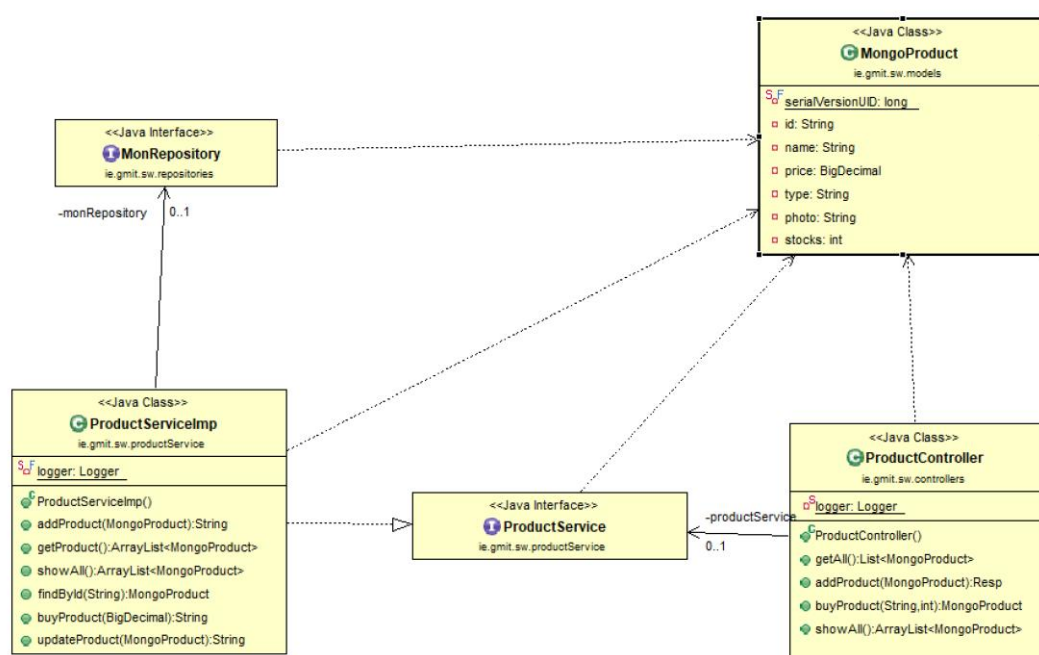 <<Java Class>>
MongoProduct
ie.gmit.sw.models
serialVersionUID: long
id: String
name: String
price: BigDecimal
type: String
photo: String
stocks: int
<<Java Interface>>
MonRepository
ie.gmit.sw.repositories
-monRepository 0..1
<<Java Class>>
ProductServiceImp
ie.gmit.sw.productService
logger: Logger
ProductServiceImp()
addProduct(MongoProduct):String
getProduct():ArrayList<MongoProduct>
showAll():ArrayList<MongoProduct>
findById(String):MongoProduct
buyProduct(BigDecimal):String
updateProduct(MongoProduct):String
<<Java Interface>>
ProductService
ie.gmit.sw.productService
-productService
0..1
<<Java Class>>
ProductController
ie.gmit.sw.controllers
logger: Logger
ProductController()
getAll():List<MongoProduct>
addProduct(MongoProduct):Resp
buyProduct(String,int):MongoProduct
showAll():ArrayList<MongoProduct>